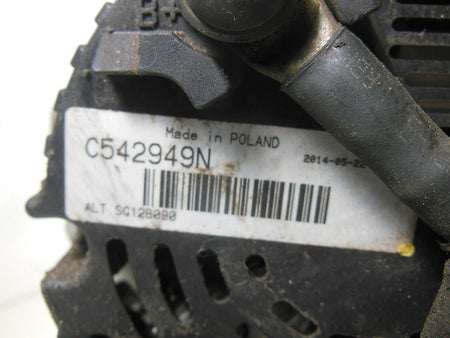 B+
Made in POLAND
C542949N 2014-05-22
ALT SG12B090